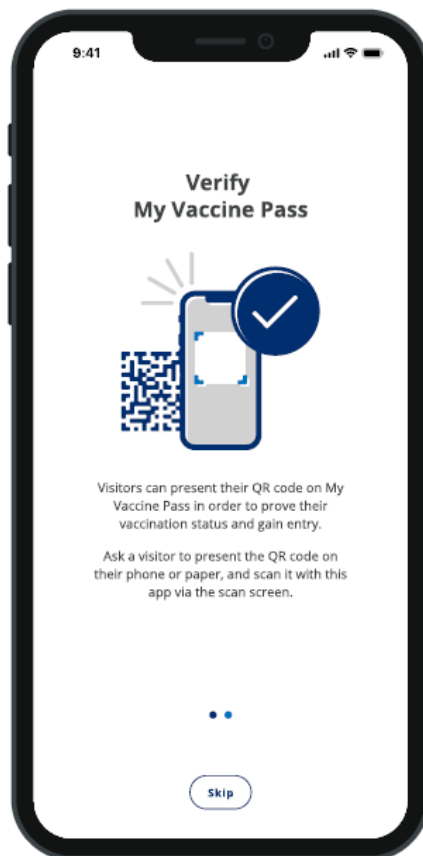 9:41
Verify
My Vaccine Pass
Visitors can present their QR code on My
Vaccine Pass in order to prove their
vaccination status and gain entry.
Ask a visitor to present the QR code on
their phone or paper, and scan it with this
app via the scan screen.
Skip